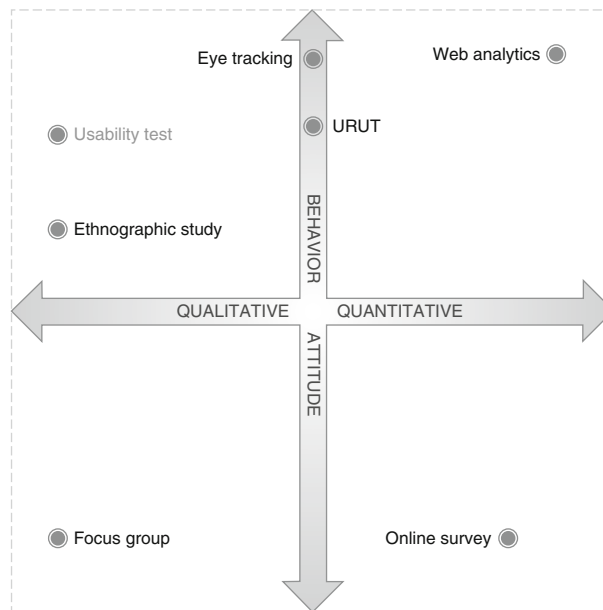 Eye tracking
Web analytics
Usability test
URUT
Ethnographic study
BEHAVIOR
QUALITATIVE
QUANTITATIVE
ATTITUDE
Focus group
Online survey